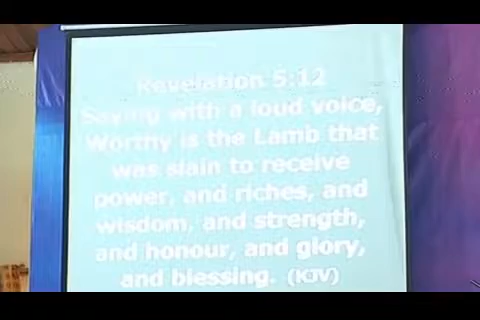 Revelation 5:12
Saying with a loud voice,
Worthy is the Lamb that
was slain to receive
power, and riches, and
wisdom, and strength,
and honour, and glory,
and blessing. (KJV)